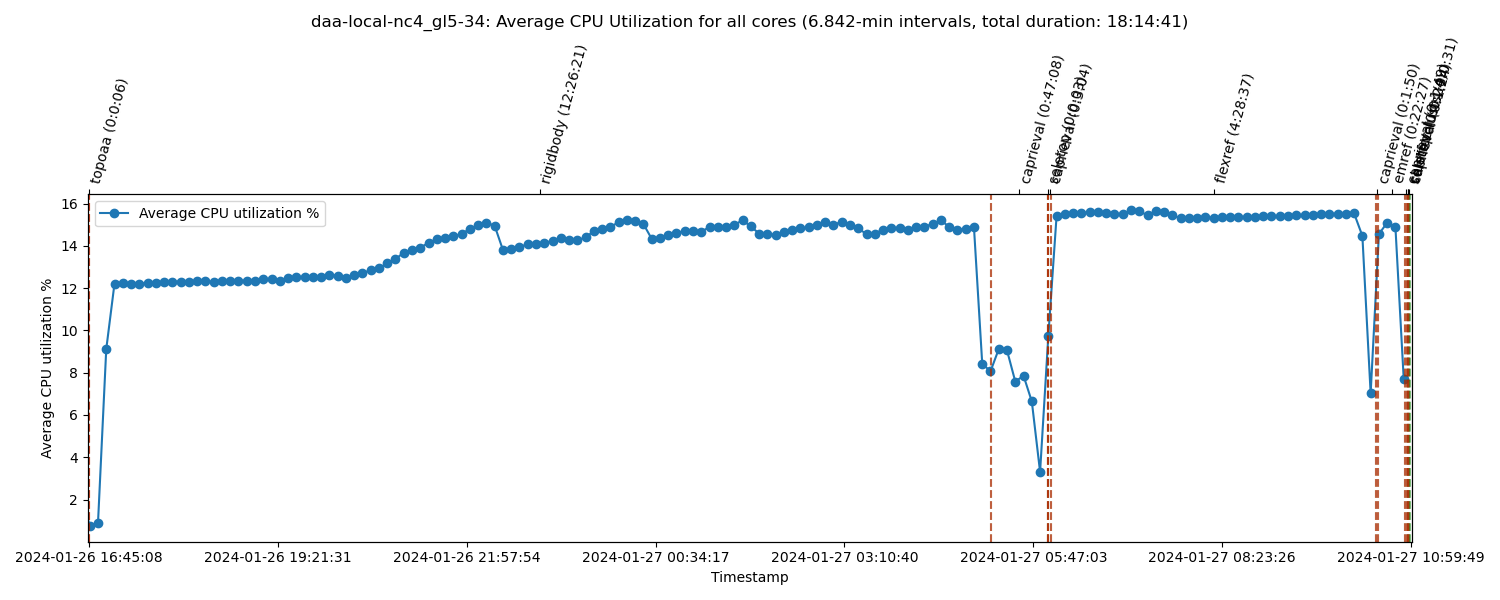 daa-local-nc4_gl5-34: Average CPU Utilization for all cores (6.842-min intervals, total duration: 18:14:41)
topoaa (0:0:06)
rigidbody (12:26:21)
caprieval (0:47:08)
caprieval (0:3:04)
flexref (4:28:37)
caprieval (0:1:50)
emref (0:22:27)
Average CPU utilization %
16
14
12
10
8
6
4
2
Average CPU utilization %
2024-01-26 16:45:08
2024-01-26 19:21:31
2024-01-26 21:57:54
2024-01-27 00:34:17
2024-01-27 03:10:40
2024-01-27 05:47:03
2024-01-27 08:23:26
2024-01-27 10:59:49
Timestamp